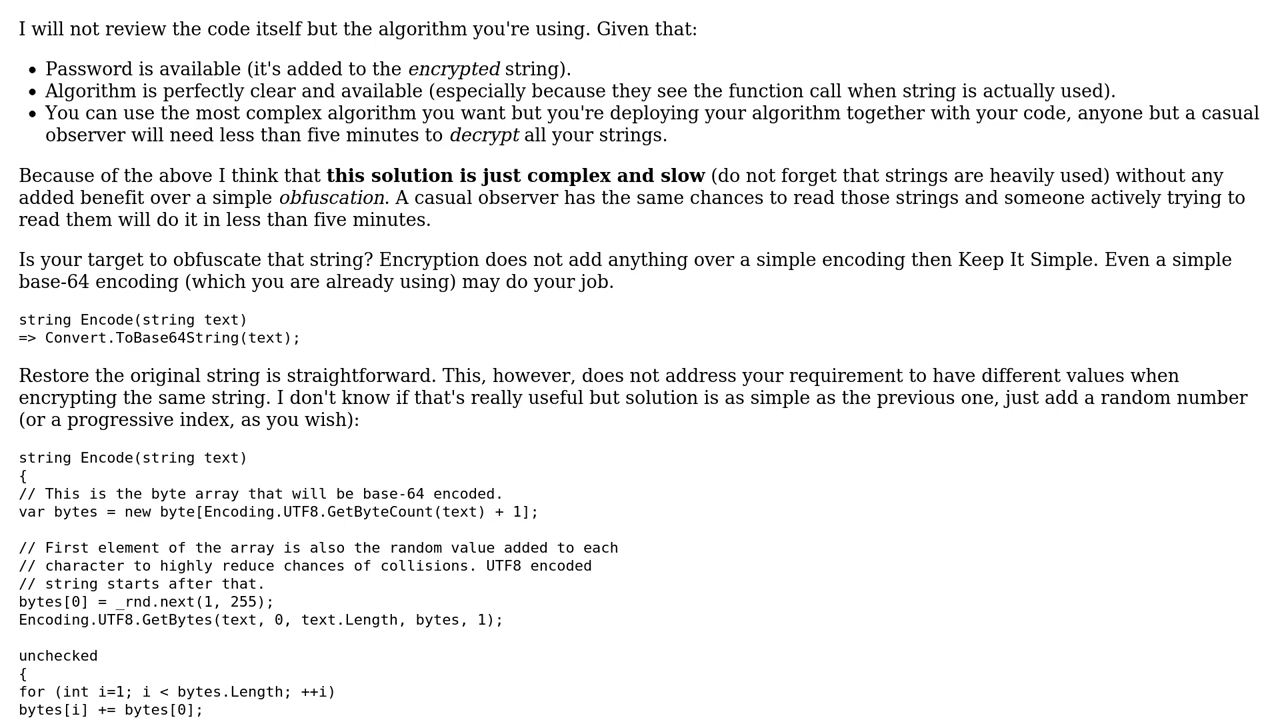 I will not review the code itself but the algorithm you're using. Given that:
Password is available (it's added to the encrypted string).
Algorithm is perfectly clear and available (especially because they see the function call when string is actually used).
You can use the most complex algorithm you want but you're deploying your algorithm together with your code, anyone but a casual
observer will need less than five minutes to decrypt all your strings.
Because of the above I think that this solution is just complex and slow (do not forget that strings are heavily used) without any
added benefit over a simple obfuscation. A casual observer has the same chances to read those strings and someone actively trying to
read them will do it in less than five minutes.
Is your target to obfuscate that string? Encryption does not add anything over a simple encoding then Keep It Simple. Even a simple
base-64 encoding (which you are already using) may do your job.
string Encode(string text)
=> Convert.ToBase64String(text);
Restore the original string is straightforward. This, however, does not address your requirement to have different values when
encrypting the same string. I don't know if that's really useful but solution is as simple as the previous one, just add a random number
(or a progressive index, as you wish):
string Encode(string text)
{
// This is the byte array that will be base-64 encoded.
var bytes = new byte[Encoding.UTF8.GetByteCount(text) + 1];
// First element of the array is also the random value added to each
// character to highly reduce chances of collisions. UTF8 encoded
// string starts after that.
bytes[0] = _rnd.next(1, 255);
Encoding.UTF8.GetBytes(text, 0, text.Length, bytes, 1);
unchecked
{
for (int i=1; i < bytes.Length; ++i)
bytes[i] += bytes[0];